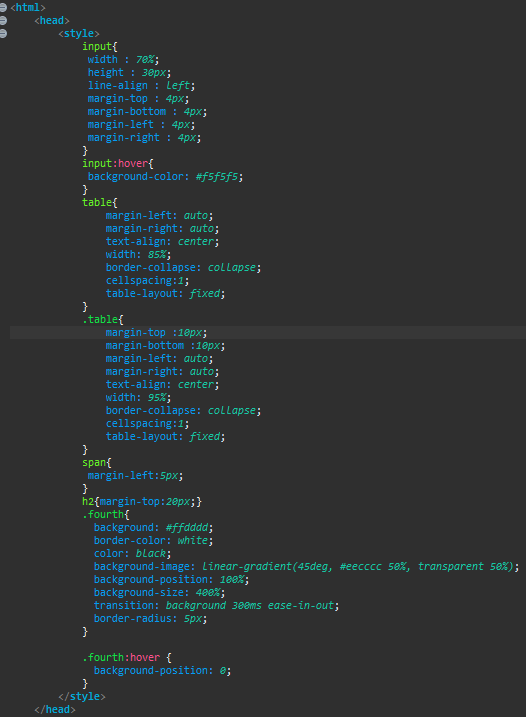 <html>
<head>
<style>
input{
width : 70%;
height : 30px;
line-align : left;
margin-top : 4px;
margin-bottom : 4px;
margin-left : 4px;
margin-right : 4px;
}
input:hover{
background-color: #f5f5f5;
}
table{
margin-left: auto;
margin-right: auto;
text-align: center;
width: 85%;
border-collapse: collapse;
cellspacing:1;
table-layout: fixed;
}
.table{
margin-top :10px;
margin-bottom :10px;
margin-left: auto;
margin-right: auto;
text-align: center;
width: 95%;
border-collapse: collapse;
cellspacing:1;
table-layout: fixed;
}
span{
margin-left:5px;
}
h2{margin-top:20px;}
.fourth{
background: #ffdddd;
border-color: white;
color: black;
background-image: linear-gradient(45deg, #eecccc 50%, transparent 50%);
background-position: 100%;
background-size: 400%;
transition: background 300ms ease-in-out;
border-radius: 5px;
}
.fourth:hover {
background-position: 0;
}
</style>
</head>